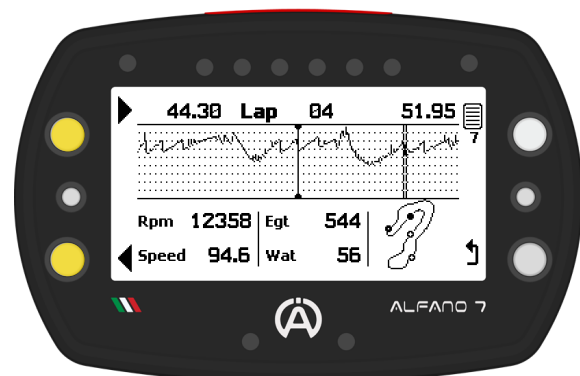 44.30 Lap 04 51.95
7
Rpm 12358 Egt 544
Speed 94.6 Wat 56
ALFANO 7